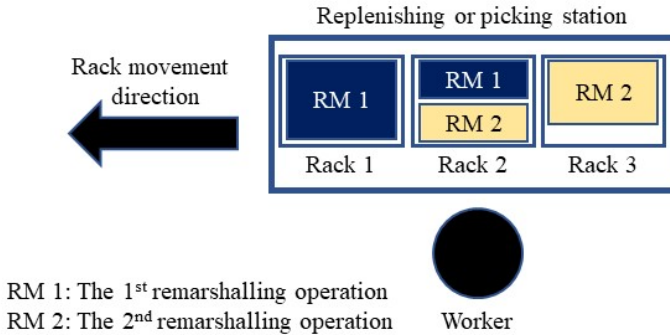 Replenishing or picking station
Rack movement
direction
RM 1
RM 1
RM 2
RM 2
Rack 1
Rack 2
Rack 3
RM 1: The 1st remarshalling operation
RM 2: The 2nd remarshalling operation
Worker